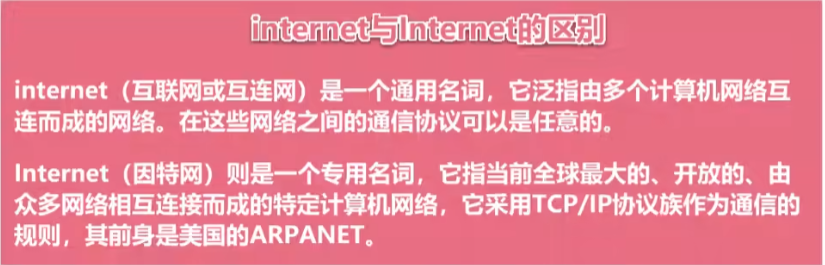 internet与Internet的区别
internet（互联网或互连网）是一个通用名词，它泛指由多个计算机网络互
连而成的网络。在这些网络之间的通信协议可以是任意的。
Internet（因特网）则是一个专用名词，它指当前全球最大的、开放的、由
众多网络相互连接而成的特定计算机网络，它采用TCP/IP协议族作为通信的
规则，其前身是美国的ARPANET。